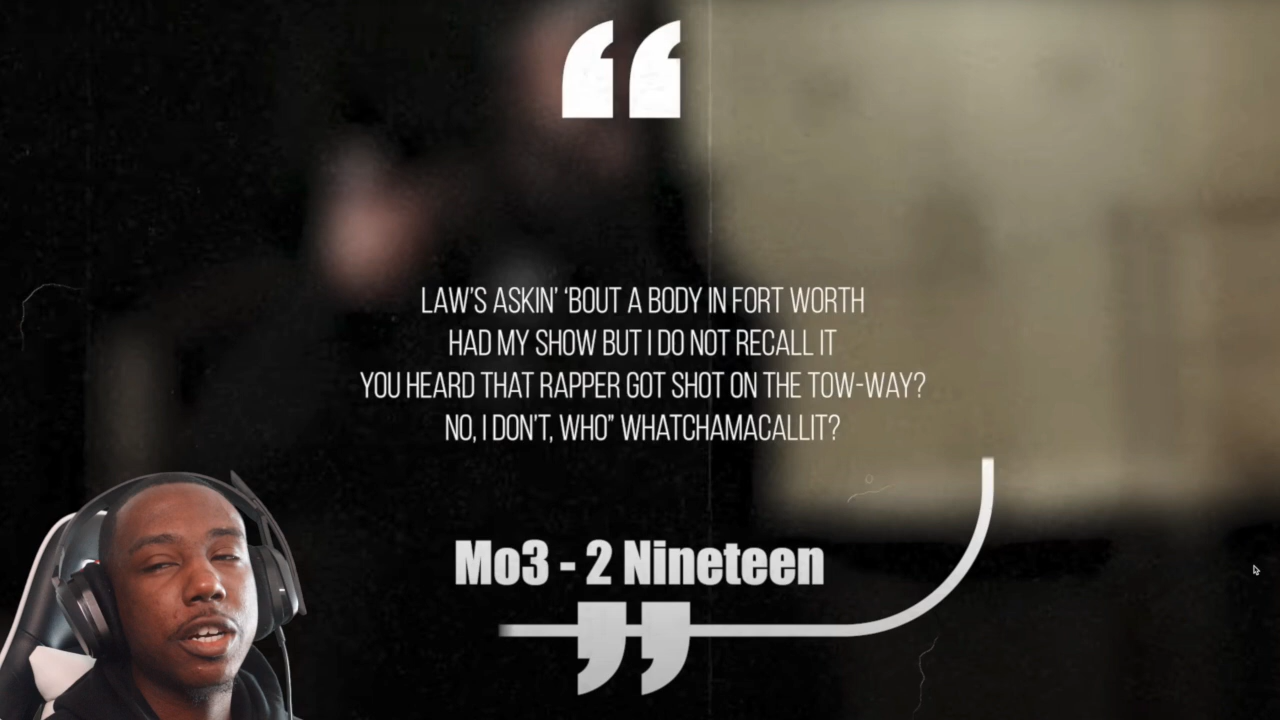 “
LAW'S ASKIN' ‘BOUT A BODY IN FORT WORTH
HAD MY SHOW BUT I DO NOT RECALL IT
YOU HEARD THAT RAPPER GOT SHOT ON THE TOW-WAY?
NO, I DON'T, WHO” WHATCHAMACALLIT?
Mo3 - 2 Nineteen
”